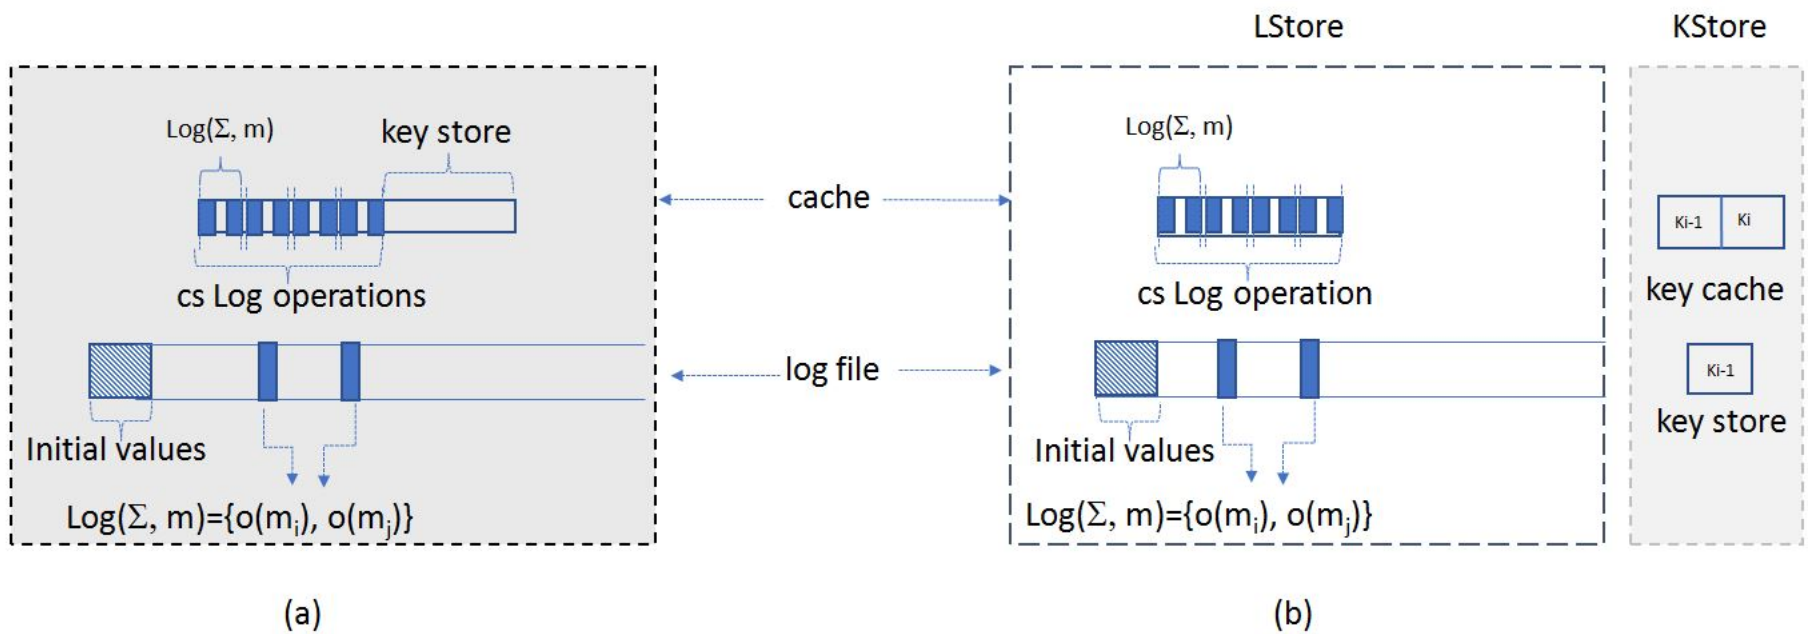 LStore
KStore
Log(Σ, m)
key store
cs Log operations
Initial values
Log(Σ, m)={o(mi), o(mj)}
(a)
cache
log file
Log(Σ, m)
cs Log operation
Initial values
Log(Σ, m)={o(mi), o(mj)}
(b)
Ki-1
Ki
key cache
Ki-1
key store